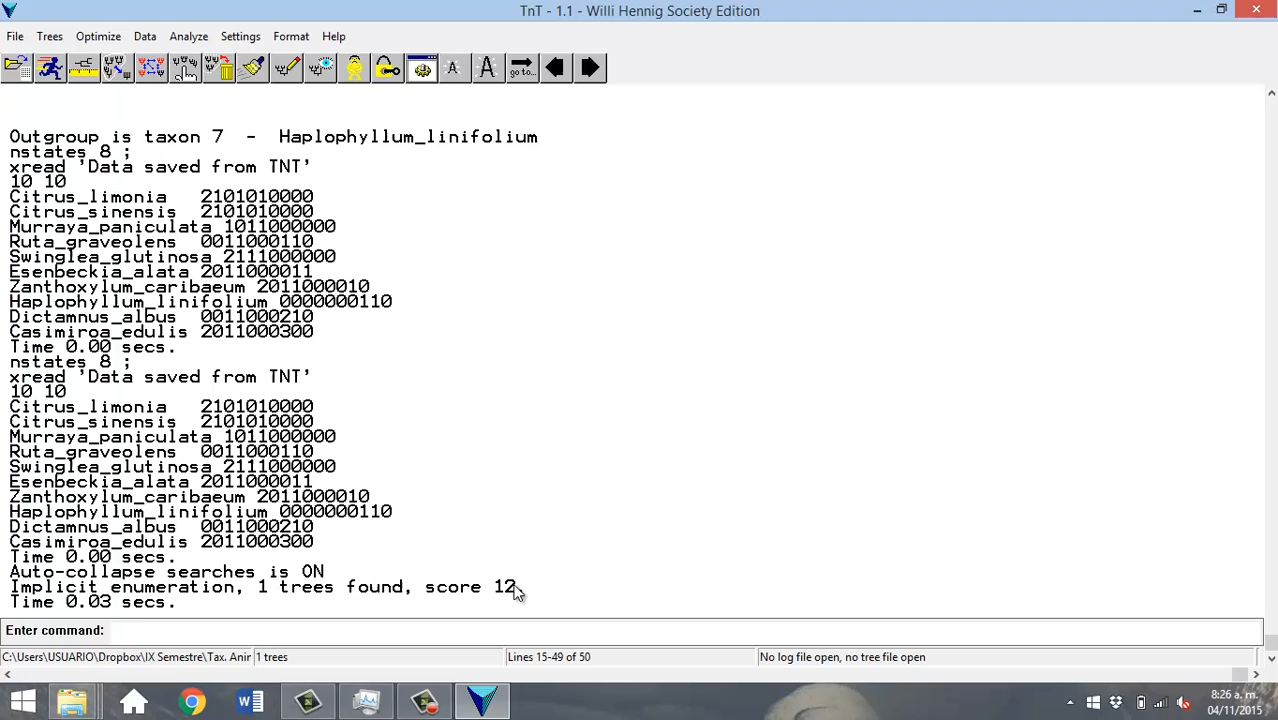 TnT - 1.1 - Willi Hennig Society Edition
File Trees Optimize Data Analyze Settings Format Help
A A go to...
Outgroup is taxon 7 - Haplophyllum_linifolium
nstates 8 ;
xread 'Data saved from TNT'
10 10
Citrus_limonia 2101010000
Citrus_sinensis 2101010000
Murraya_paniculata 1011000000
Ruta_graveolens 0011000110
Swinglea_glutinosa 2111000000
Esenbeckia_alata 2011000011
Zanthoxylum_caribaeum 2011000010
Haplophyllum_linifolium 0000000110
Dictamnus_albus 0011000210
Casimiroa_edulis 2011000300
Time 0.00 secs.
nstates 8 ;
xread 'Data saved from TNT'
10 10
Citrus_limonia 2101010000
Citrus_sinensis 2101010000
Murraya_paniculata 1011000000
Ruta_graveolens 0011000110
Swinglea_glutinosa 2111000000
Esenbeckia_alata 2011000011
Zanthoxylum_caribaeum 2011000010
Haplophyllum_linifolium 0000000110
Dictamnus_albus 0011000210
Casimiroa_edulis 2011000300
Time 0.00 secs.
Auto-collapse searches is ON
Implicit enumeration, 1 trees found, score 12.
Time 0.03 secs.
Enter command:
C:\Users\USUARIO\Dropbox\IX Semestre\Tax. Anir 1 trees Lines 15-49 of 50 No log file open, no tree file open
8:26 a. m.
04/11/2015